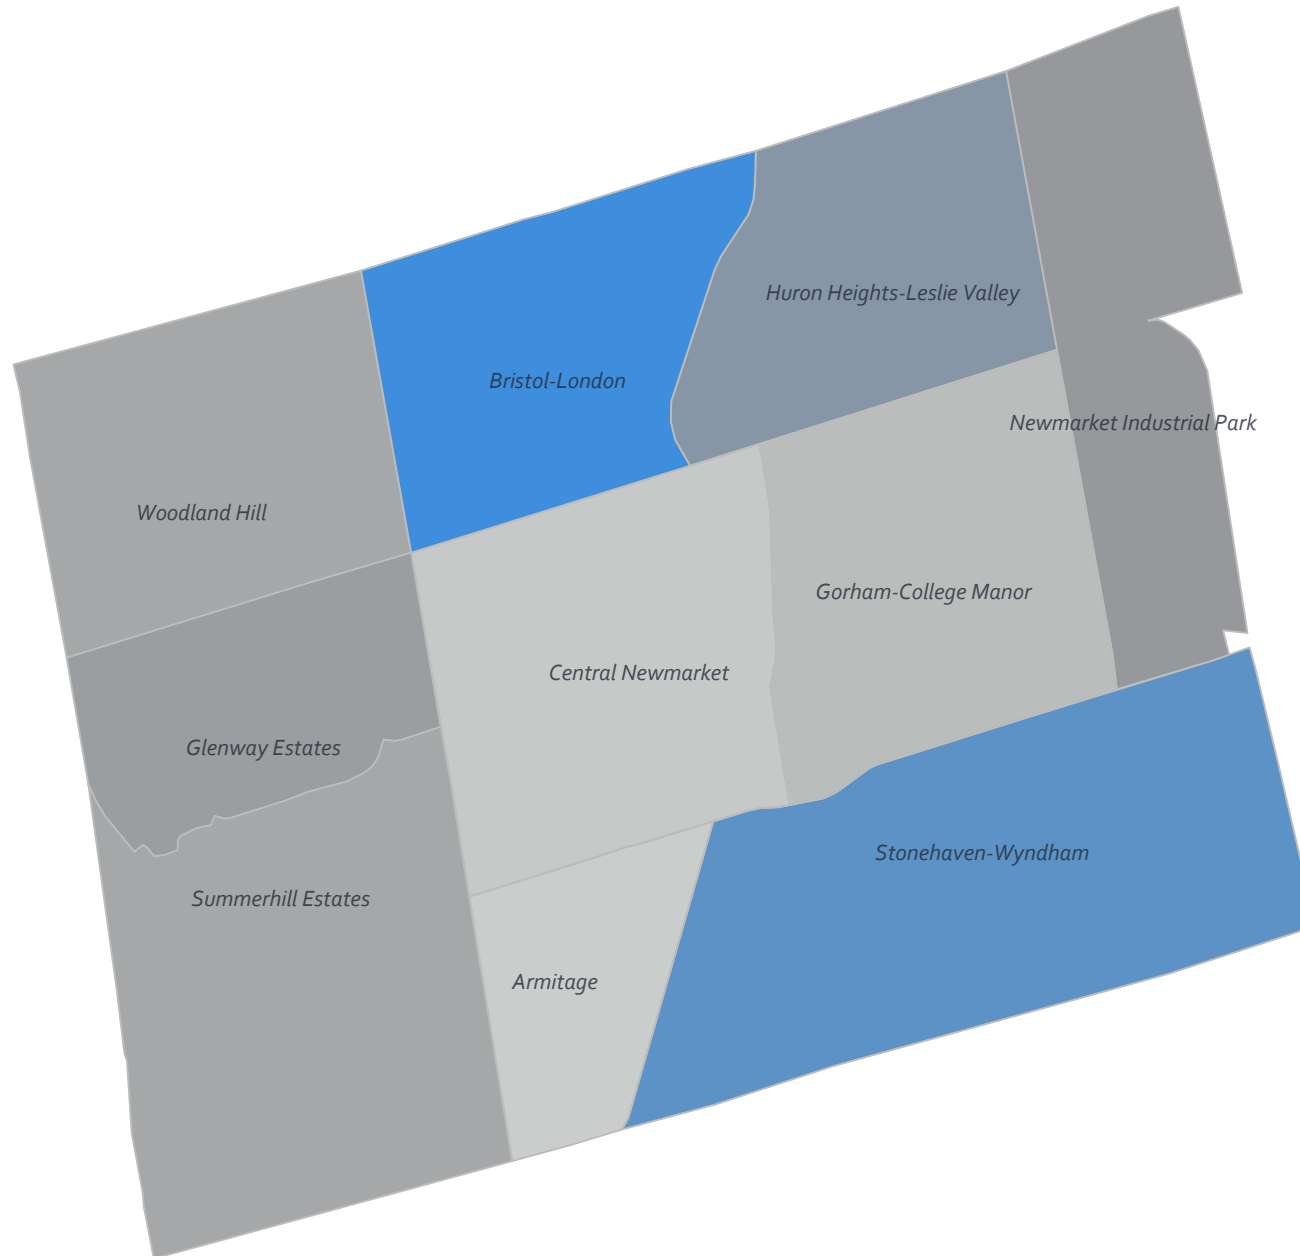 Huron Heights-Leslie Valley
Bristol-London
Newmarket Industrial Park
Woodland Hill
Gorham-College Manor
Central Newmarket
Glenway Estates
Stonehaven-Wyndham
Summerhill Estates
Armitage